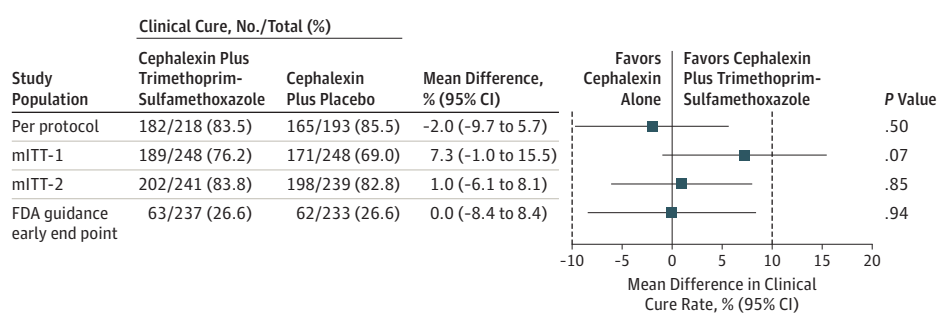 Clinical Cure, No./Total (%)
Study Population
Cephalexin Plus Trimethoprim-Sulfamethoxazole
Cephalexin Plus Placebo
Mean Difference, % (95% CI)
Favors Cephalexin Alone
Favors Cephalexin Plus Trimethoprim-Sulfamethoxazole
P Value
Per protocol 182/218 (83.5) 165/193 (85.5) -2.0 (-9.7 to 5.7) .50
mITT-1 189/248 (76.2) 171/248 (69.0) 7.3 (-1.0 to 15.5) .07
mITT-2 202/241 (83.8) 198/239 (82.8) 1.0 (-6.1 to 8.1) .85
FDA guidance 63/237 (26.6) 62/233 (26.6) 0.0 (-8.4 to 8.4) .94
early end point
-10 -5 0 5 10 15 20
Mean Difference in Clinical
Cure Rate, % (95% CI)